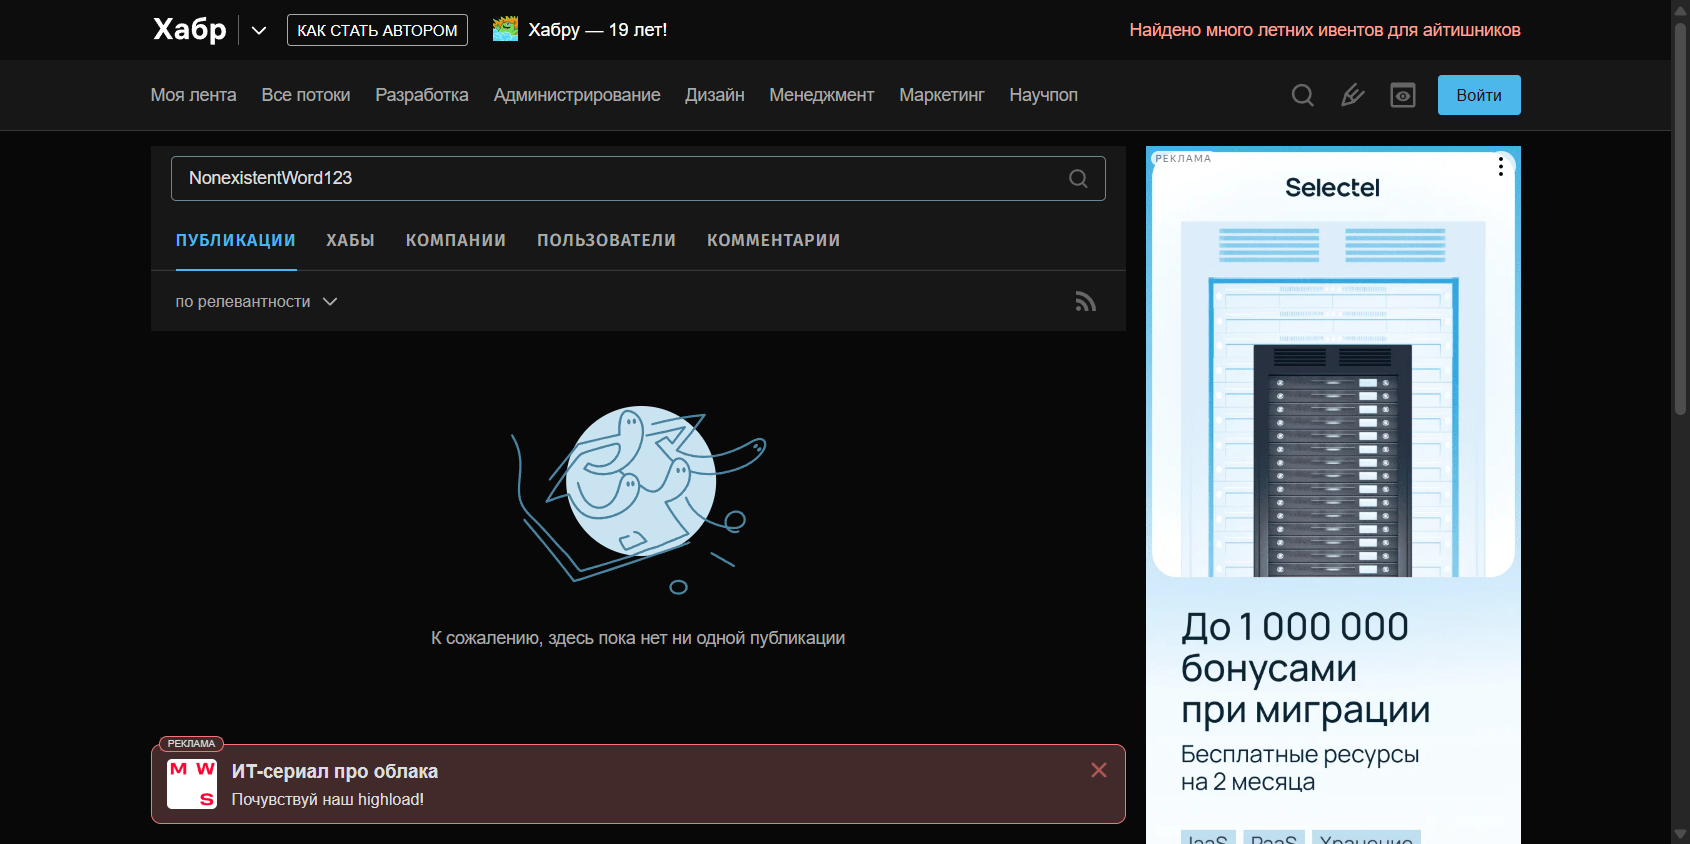 Хабр
КАК СТАТЬ АВТОРОМ
Хабру — 19 лет!
Найдено много летних ивентов для айтишников
Моя лента Все потоки Разработка Администрирование Дизайн Менеджмент Маркетинг Научпоп
Войти
NonexistentWord123
ПУБЛИКАЦИИ ХАБЫ КОМПАНИИ ПОЛЬЗОВАТЕЛИ КОММЕНТАРИИ
по релевантности
К сожалению, здесь пока нет ни одной публикации
РЕКЛАМА
M W
S
ИТ-сериал про облака
Почувствуй наш highload!
РЕКЛАМА
Selectel
До 1 000 000
бонусами
при миграции
Бесплатные ресурсы
на 2 месяца
IaaS PaaS Хранение